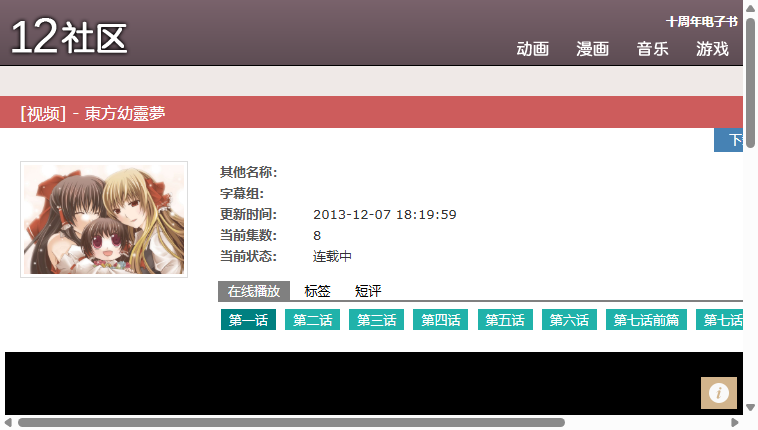 12社区
十周年电子书
动画 漫画 音乐 游戏
[视频] - 東方幼靈夢
其他名称：
字幕组：
更新时间： 2013-12-07 18:19:59
当前集数： 8
当前状态： 连载中
在线播放 标签 短评
第一话 第二话 第三话 第四话 第五话 第六话 第七话前篇 第七话